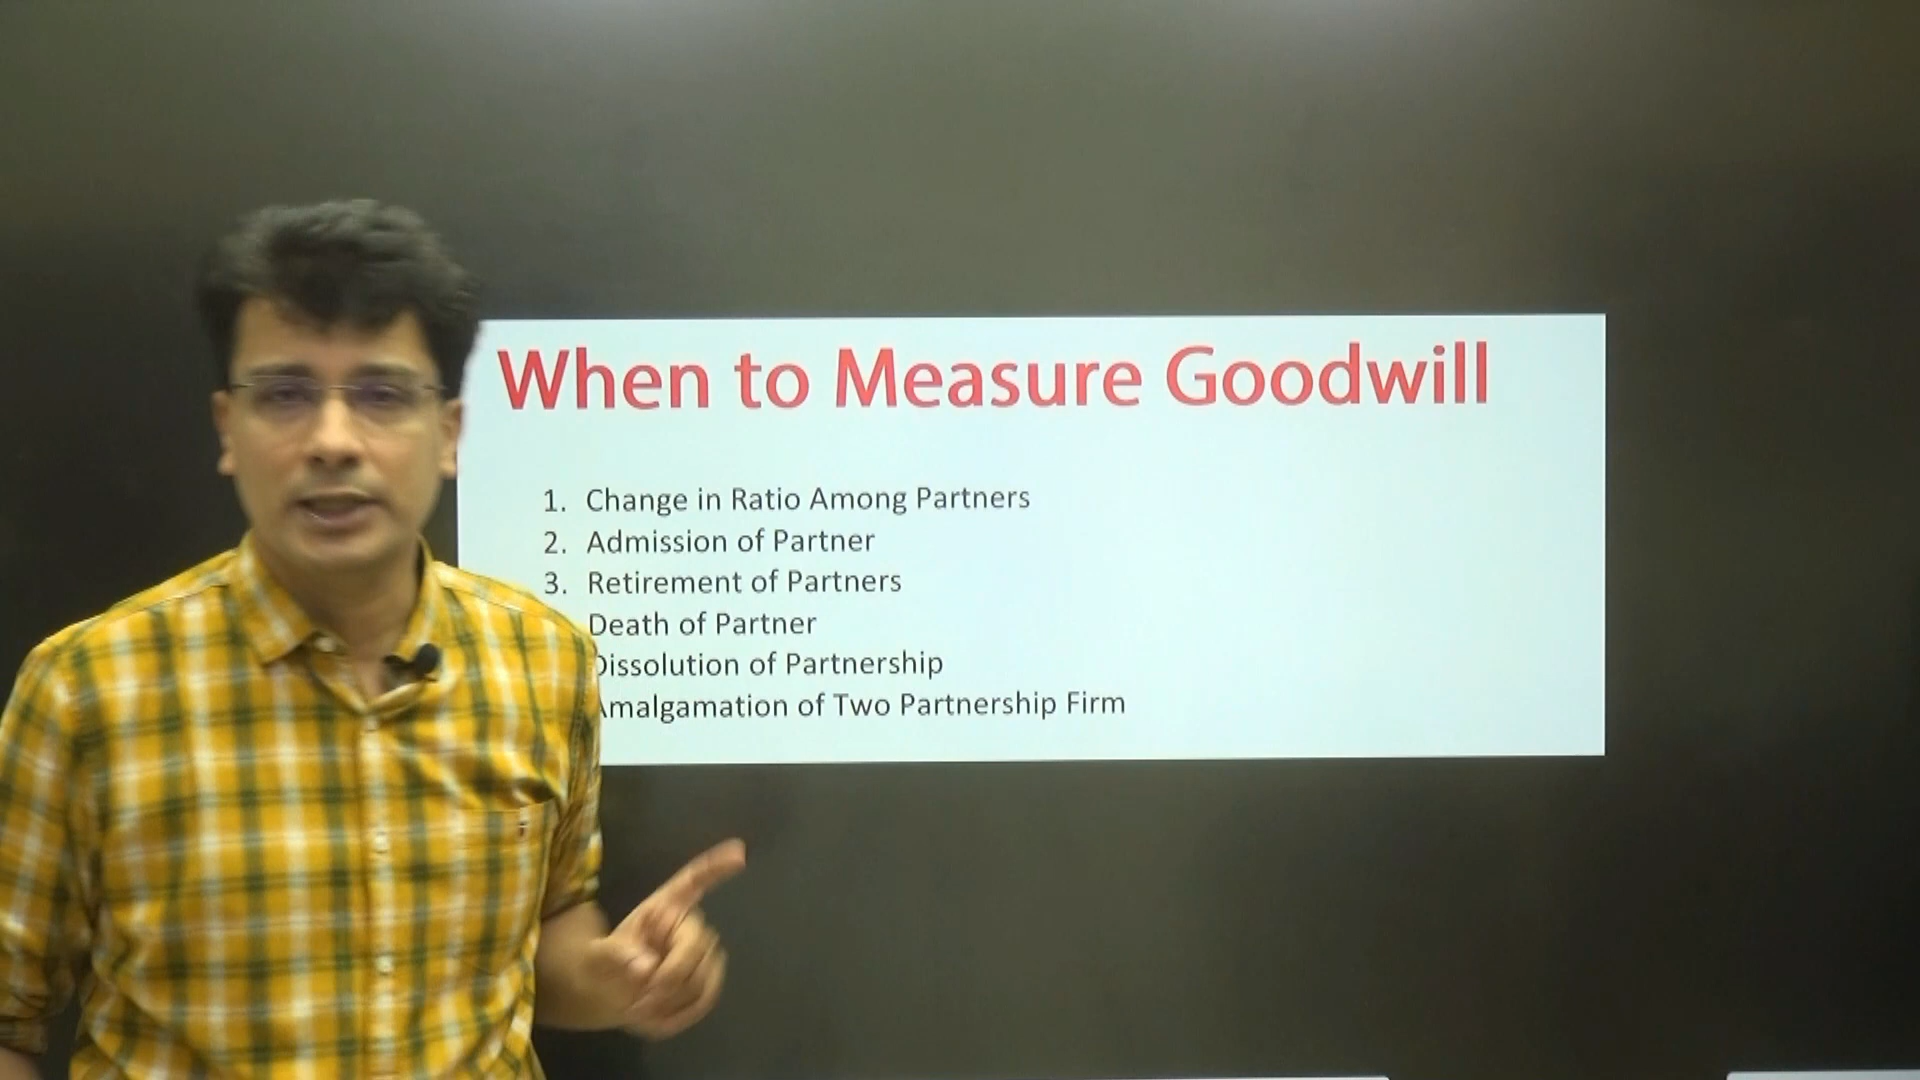 When to Measure Goodwill
1. Change in Ratio Among Partners
2. Admission of Partner
3. Retirement of Partners
Death of Partner
Dissolution of Partnership
Amalgamation of Two Partnership Firm